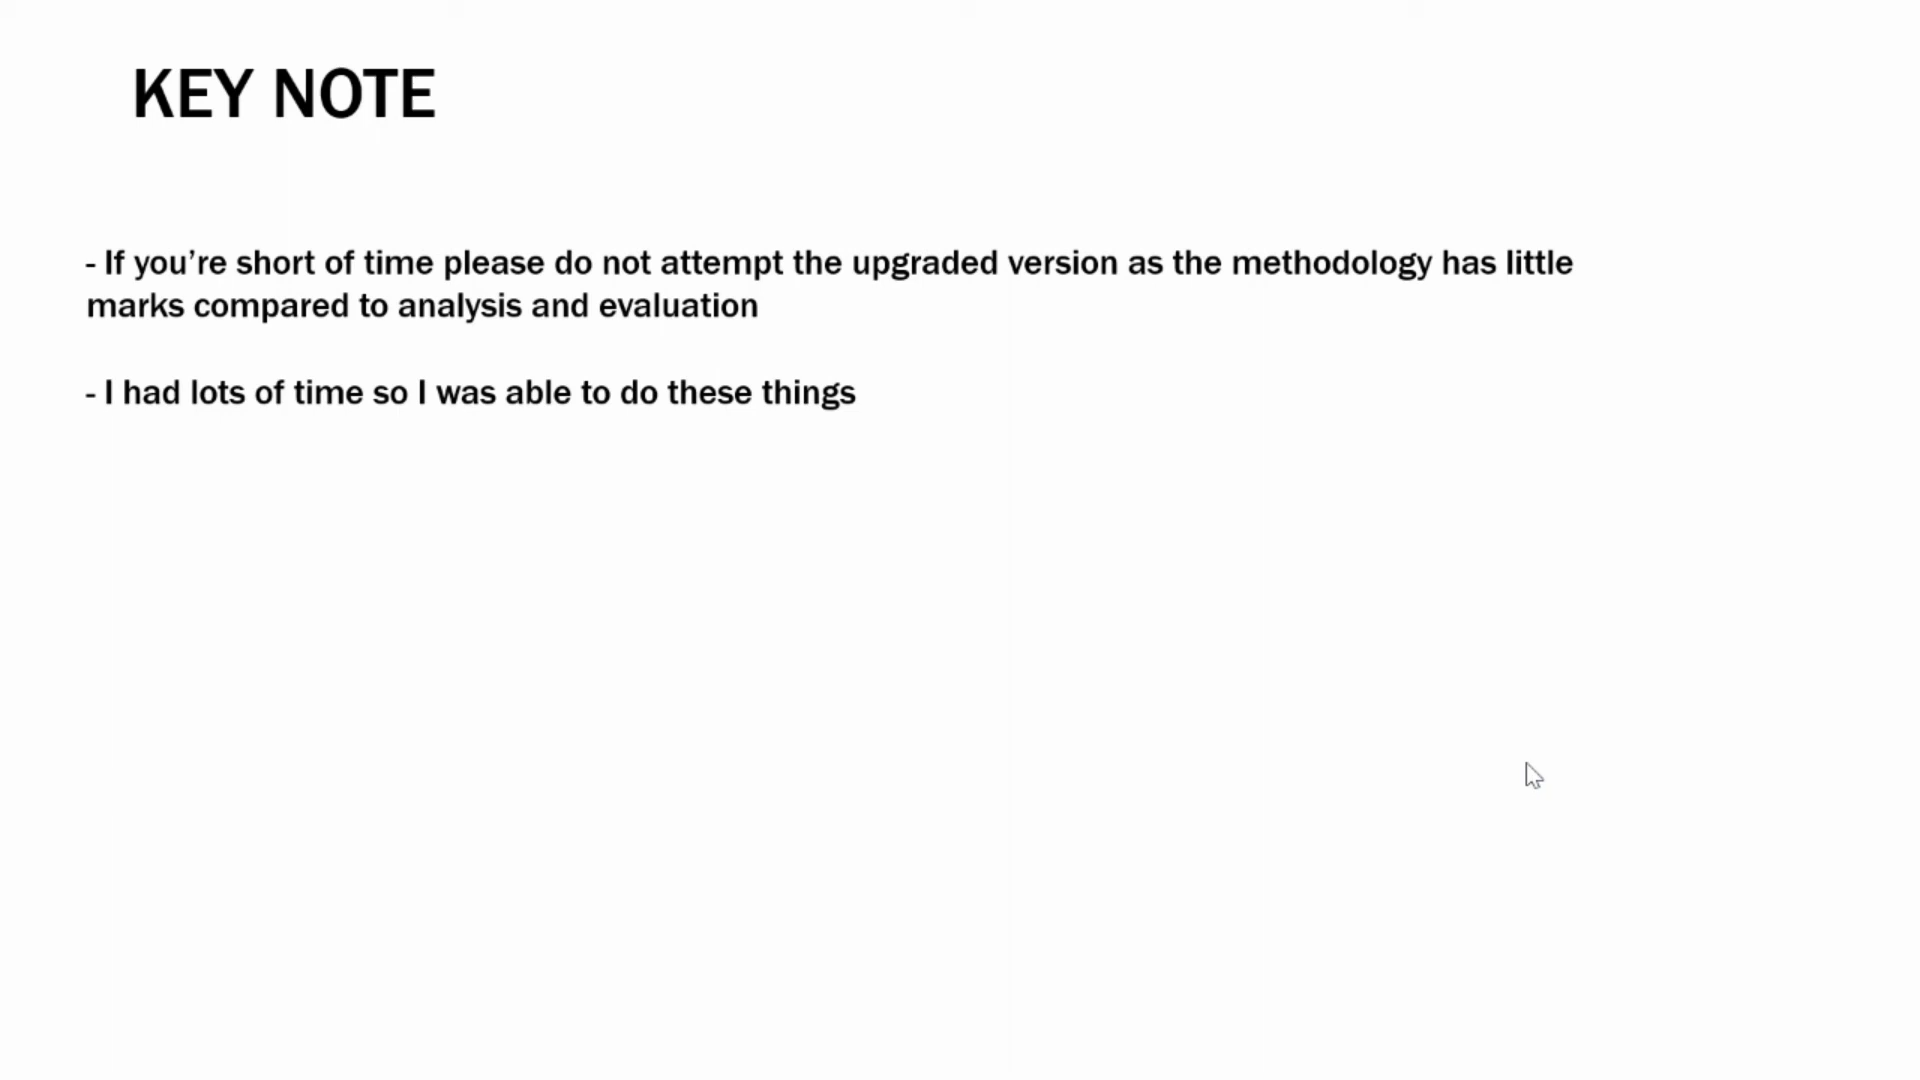 KEY NOTE
- If you’re short of time please do not attempt the upgraded version as the methodology has little
marks compared to analysis and evaluation
- I had lots of time so I was able to do these things